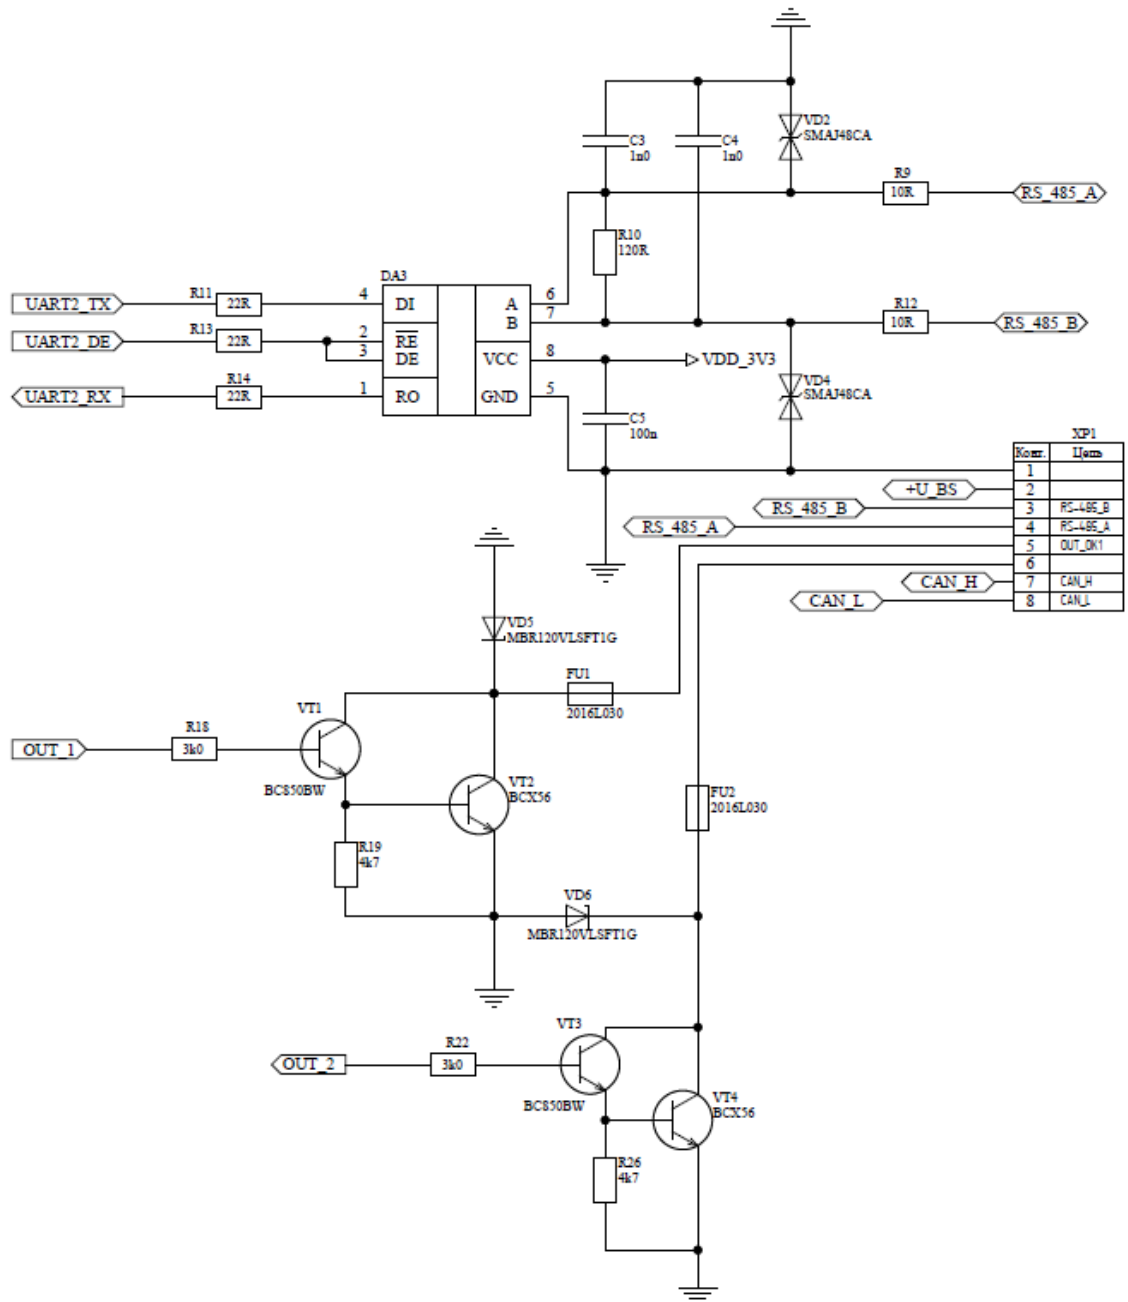 VD2
SMAJ48CA
C3
1n0
C4
1n0
R9
10R
RS_485_A
R10
120R
DA3
UART2_TX
R11
22R
4
DI
A
6
B
7
R12
10R
RS_485_B
UART2_DE
R13
22R
2
RE
3
DE
VCC
8
VDD_3V3
UART2_RX
R14
22R
1
RO
GND
5
C5
100n
VD4
SMAJ48CA
XP1
Конт. Цепь
1
+U_BS 2
RS_485_B 3 RS-485_B
RS_485_A 4 RS-485_A
5 OUT_OK1
6
CAN_H 7 CAN_H
CAN_L 8 CAN_L
VD5
MBR120VLSFT1G
FU1
2016L030
VT1
OUT_1
R18
3k0
BC850BW
VT2
BCX56
FU2
2016L030
R19
4k7
VD6
MBR120VLSFT1G
VT3
OUT_2
R22
3k0
BC850BW
VT4
BCX56
R26
4k7